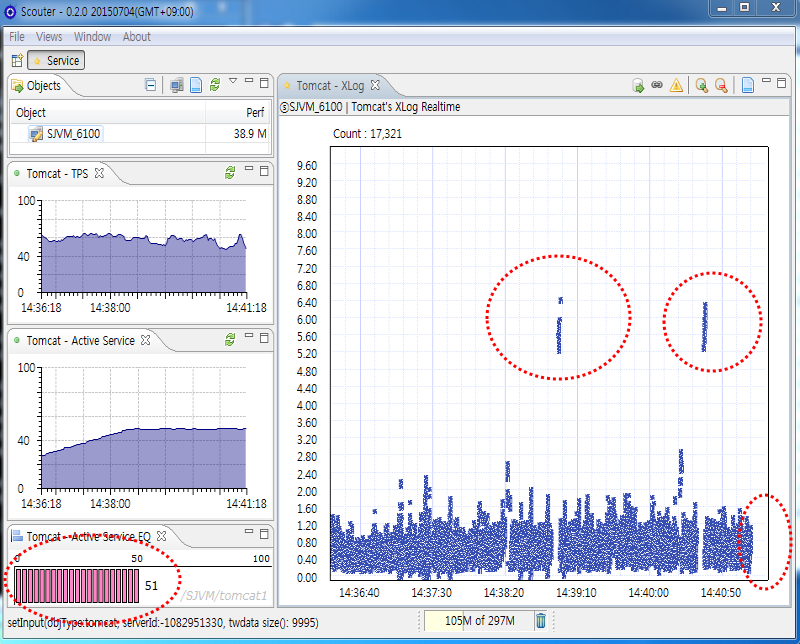 Scouter - 0.2.0 20150704(GMT+09:00)
File Views Window About
Service
Objects
Object Perf
SJVM_6100 38.9 M
Tomcat - TPS
100
40
0
14:36:18 14:38:00 14:41:18
Tomcat - Active Service
100
40
0
14:36:18 14:38:00 14:41:18
Tomcat - Active Service EQ
0 50 100
51
/SJVM/tomcat1
Tomcat - XLog
SJVM_6100 | Tomcat's XLog Realtime
Count : 17,321
9.60
9.20
8.80
8.40
8.00
7.60
7.20
6.80
6.40
6.00
5.60
5.20
4.80
4.40
4.00
3.60
3.20
2.80
2.40
2.00
1.60
1.20
0.80
0.40
0.00
14:36:40 14:37:30 14:38:20 14:39:10 14:40:00 14:40:50
setInput(objType:tomcat, serverId:-1082951330, twdata size(): 9995)
105M of 297M